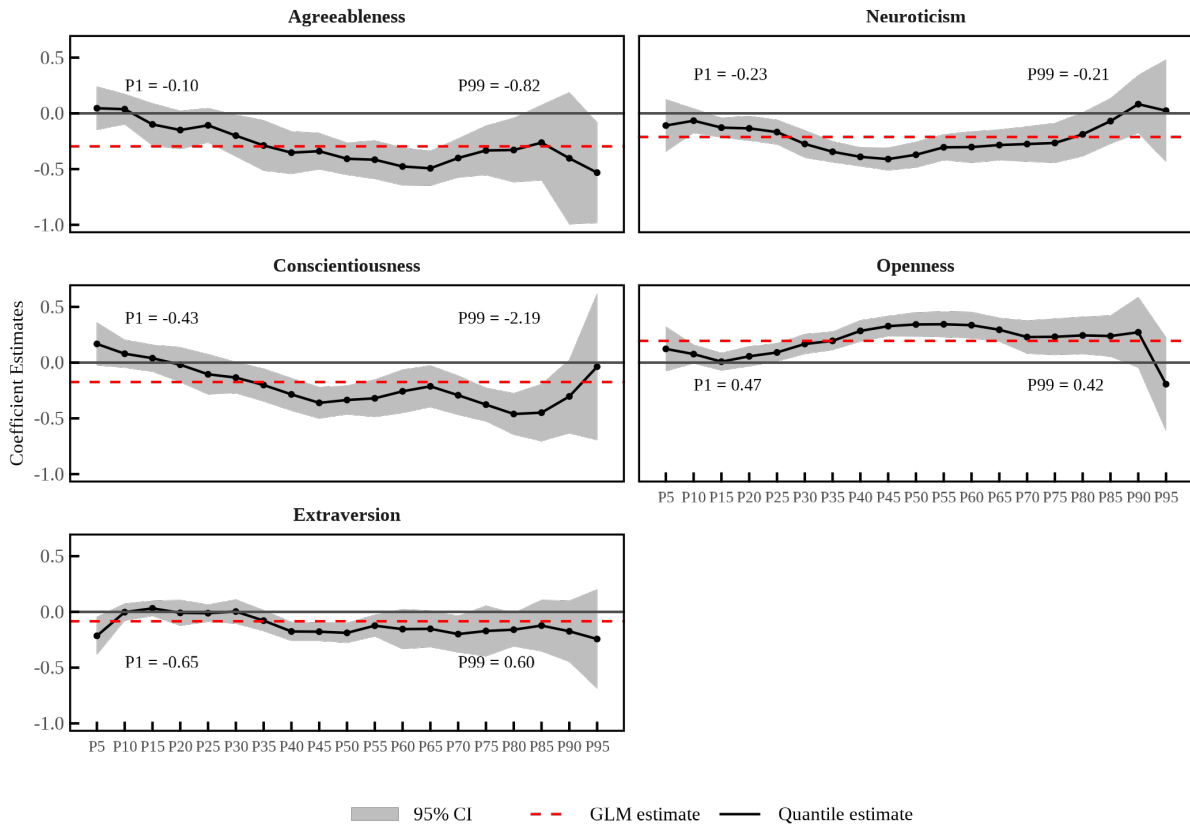 Agreeableness
Neuroticism
0.5
0.0
-0.5
-1.0
P1 = -0.10
P99 = -0.82
P1 = -0.23
P99 = -0.21
Conscientiousness
Openness
Coefficient Estimates
0.5
0.0
-0.5
-1.0
P1 = -0.43
P99 = -2.19
P1 = 0.47
P99 = 0.42
P5 P10 P15 P20 P25 P30 P35 P40 P45 P50 P55 P60 P65 P70 P75 P80 P85 P90 P95
Extraversion
0.5
0.0
-0.5
-1.0
P1 = -0.65
P99 = 0.60
P5 P10 P15 P20 P25 P30 P35 P40 P45 P50 P55 P60 P65 P70 P75 P80 P85 P90 P95
95% CI GLM estimate Quantile estimate